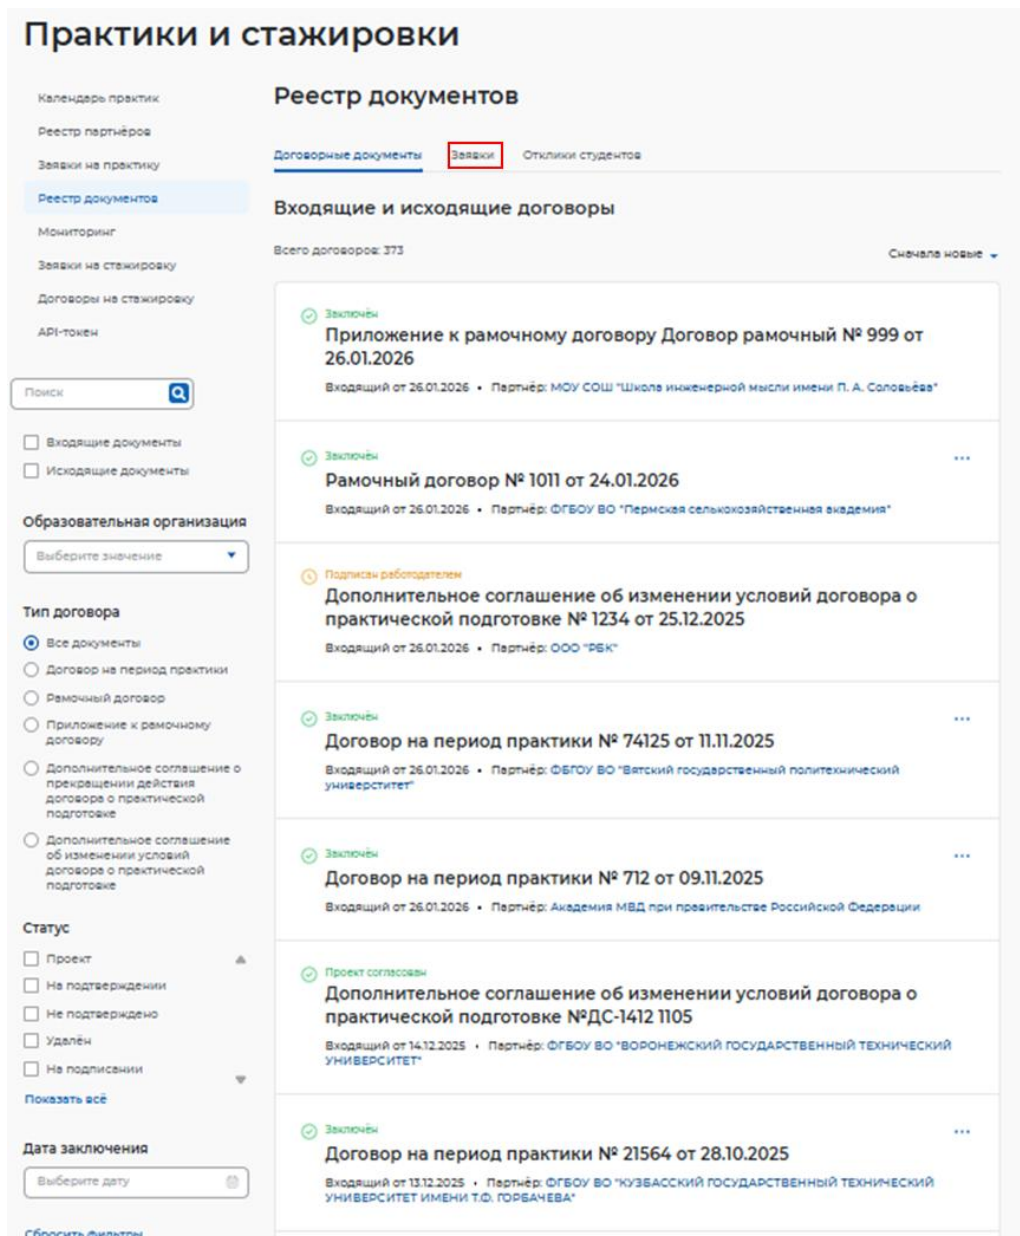 Практики и стажировки
Календарь практик
Реестр партнёров
Заявки на практику
Реестр документов
Мониторинг
Заявки на стажировку
Договоры на стажировку
API-токен
Поиск
Входящие документы
Исходящие документы
Образовательная организация
Выберите значение
Тип договора
Все документы
Договор на период практики
Рамочный договор
Приложение к рамочному
договору
Дополнительное соглашение о
прекращении действия
договора о практической
подготовке
Дополнительное соглашение
об изменении условий
договора о практической
подготовке
Статус
Проект
На подтверждении
Не подтверждено
Удалён
На подписании
Показать всё
Дата заключения
Выберите дату
Сбросить фильтры
Реестр документов
Договорные документы
Заявки
Отклики студентов
Входящие и исходящие договоры
Всего договоров: 373
Сначала новые
Заключён
Приложение к рамочному договору Договор рамочный № 999 от
26.01.2026
Входящий от 26.01.2026 • Партнёр: МОУ СОШ "Школа инженерной мысли имени П. А. Соловьёва"
Заключён
Рамочный договор № 1011 от 24.01.2026
Входящий от 26.01.2026 • Партнёр: ФГБОУ ВО "Пермская сельскохозяйственная академия"
Подписан работодателем
Дополнительное соглашение об изменении условий договора о
практической подготовке № 1234 от 25.12.2025
Входящий от 26.01.2026 • Партнёр: ООО "РБК"
Заключён
Договор на период практики № 74125 от 11.11.2025
Входящий от 26.01.2026 • Партнёр: ФБГОУ ВО "Вятский государственный политехнический
университет"
Заключён
Договор на период практики № 712 от 09.11.2025
Входящий от 26.01.2026 • Партнёр: Академия МВД при правительстве Российской Федерации
Проект согласован
Дополнительное соглашение об изменении условий договора о
практической подготовке №ДС-1412 1105
Входящий от 14.12.2025 • Партнёр: ФГБОУ ВО "ВОРОНЕЖСКИЙ ГОСУДАРСТВЕННЫЙ ТЕХНИЧЕСКИЙ
УНИВЕРСИТЕТ"
Заключён
Договор на период практики № 21564 от 28.10.2025
Входящий от 13.12.2025 • Партнёр: ФГБОУ ВО "КУЗБАССКИЙ ГОСУДАРСТВЕННЫЙ ТЕХНИЧЕСКИЙ
УНИВЕРСИТЕТ ИМЕНИ Т.Ф. ГОРБАЧЕВА"